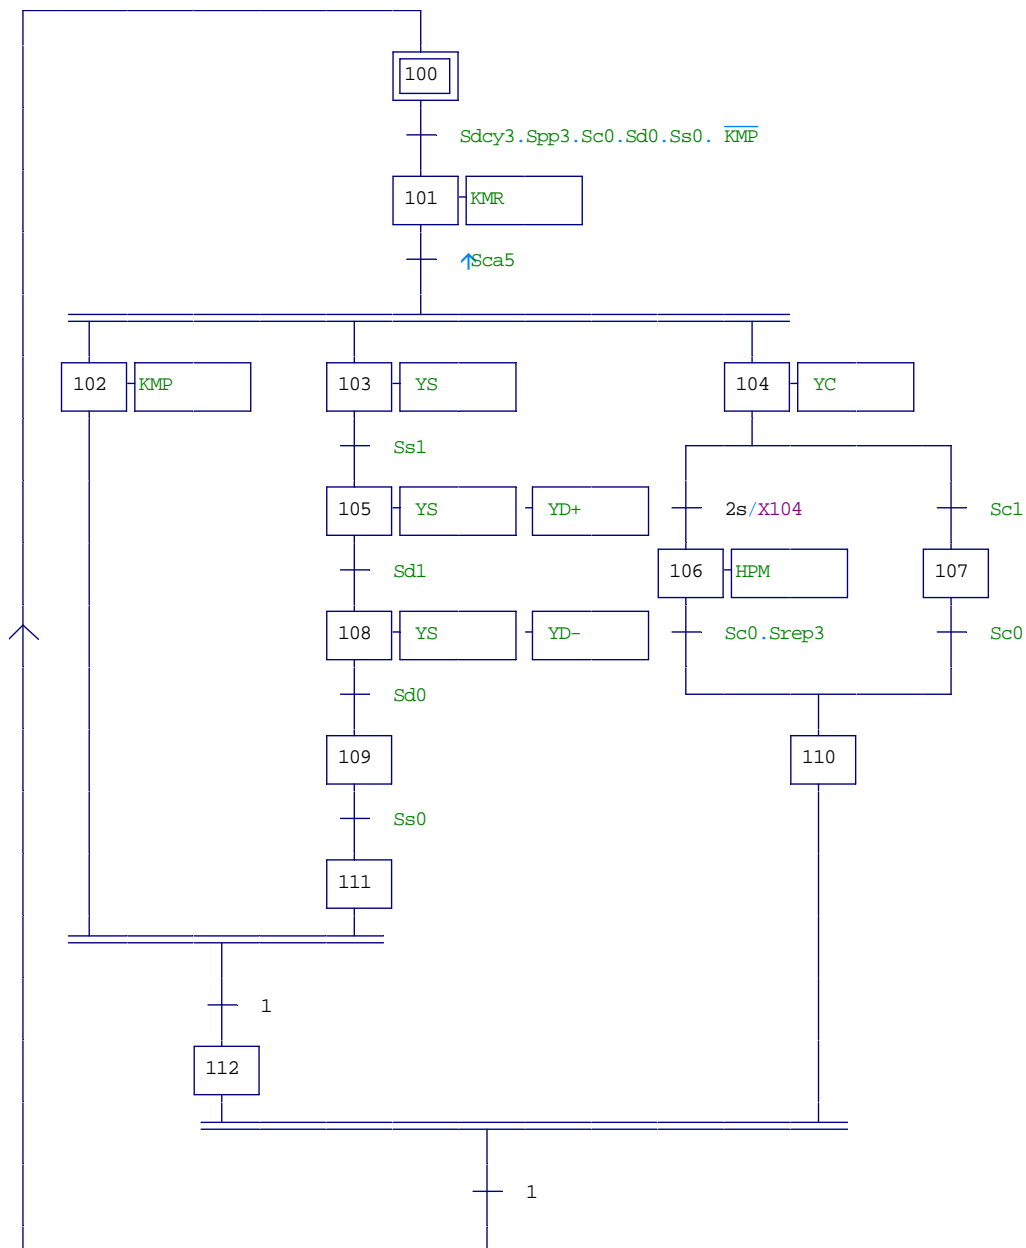 100
Sdcy3.Spp3.Sc0.Sd0.Ss0. K̅M̅P̅
101 KMR
↑Sca5
102 KMP 103 YS 104 YC
Ss1
105 YS YD+ 2s/X104 Sc1
Sd1 106 HPM 107
108 YS YD- Sc0.Srep3 Sc0
Sd0
109 110
Ss0
111
1
112
1